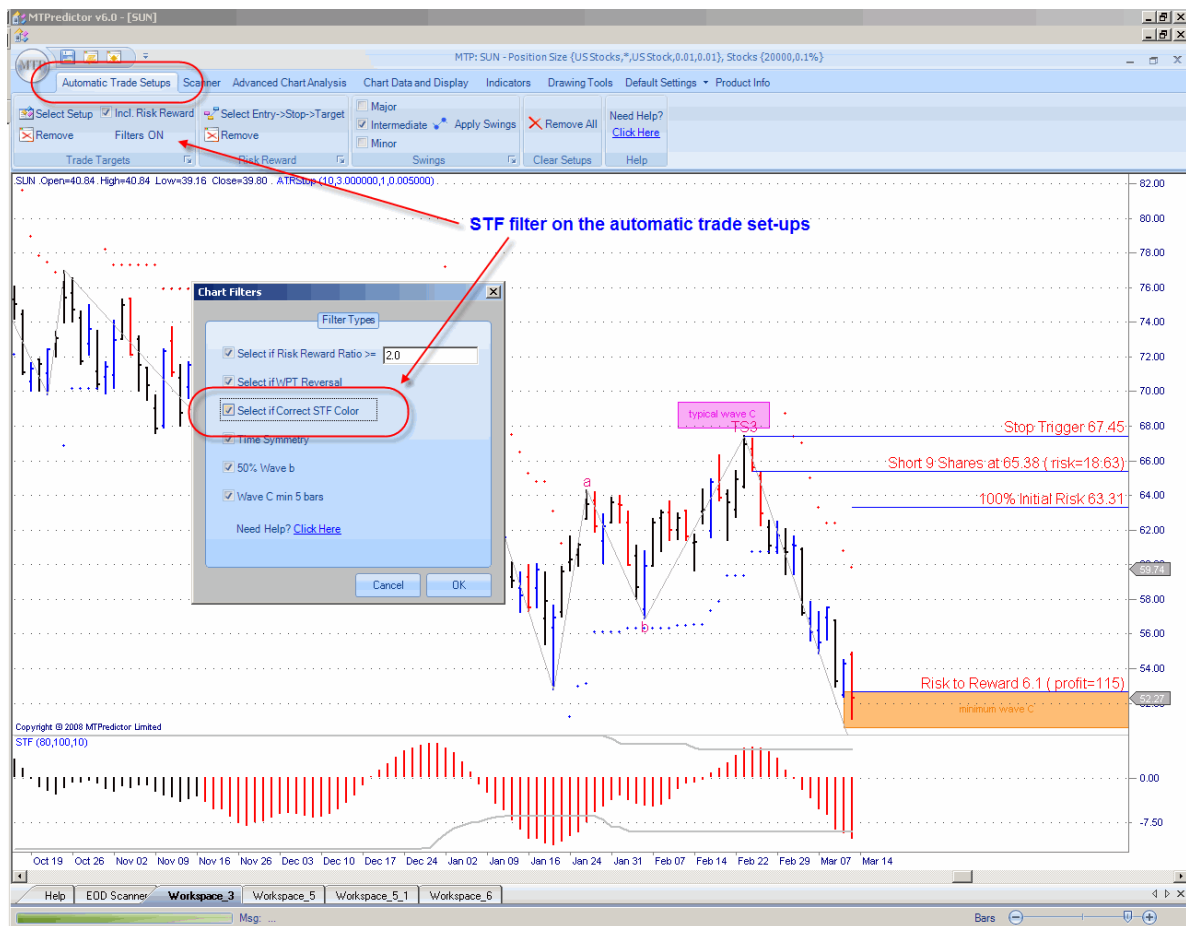 MTPredictor v6.0 - [SUN]
MTP
MTP: SUN - Position Size {US Stocks,*,US Stock,0.01,0.01}, Stocks {20000,0.1%}
Automatic Trade Setups Scanner Advanced Chart Analysis Chart Data and Display Indicators Drawing Tools Default Settings Product Info
Select Setup Incl. Risk Reward
Remove Filters ON
Trade Targets
Select Entry->Stop->Target
Remove
Risk Reward
Major
Intermediate Apply Swings
Minor
Swings
Remove All
Clear Setups
Need Help?
Click Here
Help
SUN Open=40.84 High=40.84 Low=39.16 Close=39.80 ATRStop (10,3.000000,1,0.005000)
STF filter on the automatic trade set-ups
Chart Filters
Filter Types
Select if Risk Reward Ratio >= 2.0
Select if WPT Reversal
Select if Correct STF Color
Time Symmetry
50% Wave b
Wave C min 5 bars
Need Help? Click Here
Cancel OK
typical wave C
TS3
a
b
Stop Trigger 67.45
Short 9 Shares at 65.38 ( risk=18.63)
100% Initial Risk 63.31
Risk to Reward 6.1 ( profit=115)
minimum wave C
82.00
80.00
78.00
76.00
74.00
72.00
70.00
68.00
66.00
64.00
62.00
59.74
58.00
56.00
54.00
52.27
Copyright © 2008 MTPredictor Limited
STF (80,100,10)
0.00
-7.50
Oct 19 Oct 26 Nov 02 Nov 09 Nov 16 Nov 26 Dec 03 Dec 10 Dec 17 Dec 24 Jan 02 Jan 09 Jan 16 Jan 24 Jan 31 Feb 07 Feb 14 Feb 22 Feb 29 Mar 07 Mar 14
Help EOD Scanner Workspace_3 Workspace_5 Workspace_5_1 Workspace_6
Msg: ...
Bars